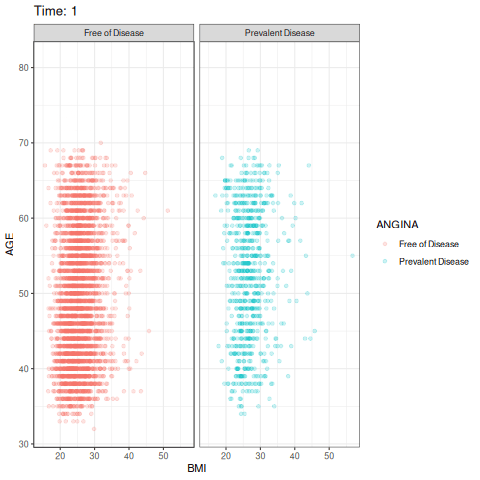 Time: 1
Free of Disease
Prevalent Disease
80
70
60
50
40
30
AGE
20
30
40
50
20
30
40
50
BMI
ANGINA
Free of Disease
Prevalent Disease